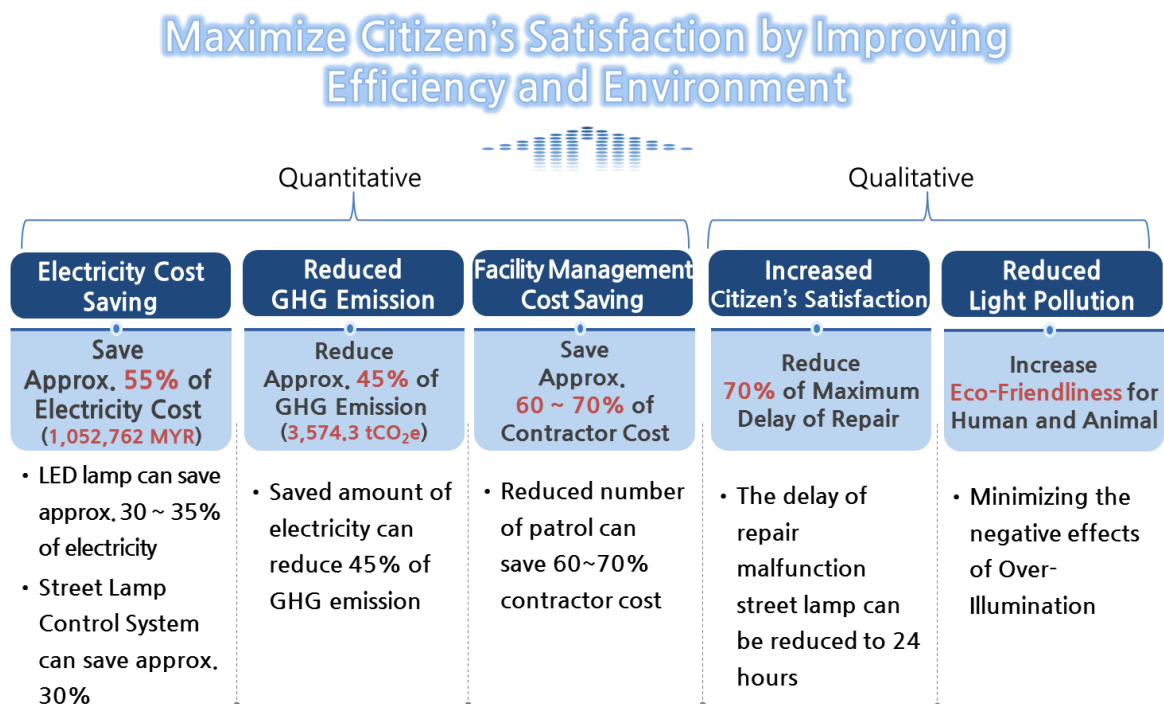 Maximize Citizen's Satisfaction by Improving
Efficiency and Environment
Quantitative
Qualitative
Electricity Cost
Saving
Save
Approx. 55% of
Electricity Cost
(1,052,762 MYR)
• LED lamp can save
approx. 30 ~ 35%
of electricity
• Street Lamp
Control System
can save approx.
30%
Reduced
GHG Emission
Reduce
Approx. 45% of
GHG Emission
(3,574.3 tCO₂e)
• Saved amount of
electricity can
reduce 45% of
GHG emission
Facility Management
Cost Saving
Save
Approx.
60 ~ 70% of
Contractor Cost
• Reduced number
of patrol can
save 60~70%
contractor cost
Increased
Citizen's Satisfaction
Reduce
70% of Maximum
Delay of Repair
• The delay of
repair
malfunction
street lamp can
be reduced to 24
hours
Reduced
Light Pollution
Increase
Eco-Friendliness for
Human and Animal
• Minimizing the
negative effects
of Over-
Illumination